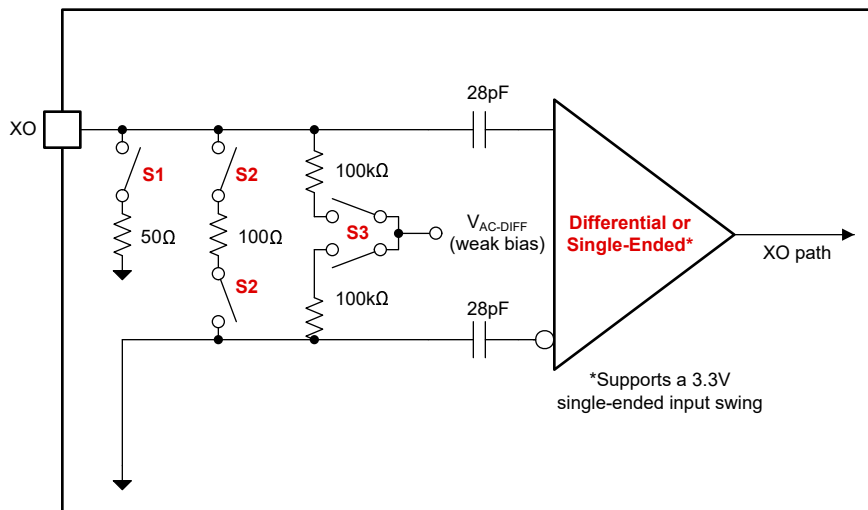 28pF
XO
S1
S2
100kΩ
50Ω
100Ω
S3
V_AC-DIFF
(weak bias)
Differential or
Single-Ended*
XO path
S2
100kΩ
28pF
*Supports a 3.3V
single-ended input swing